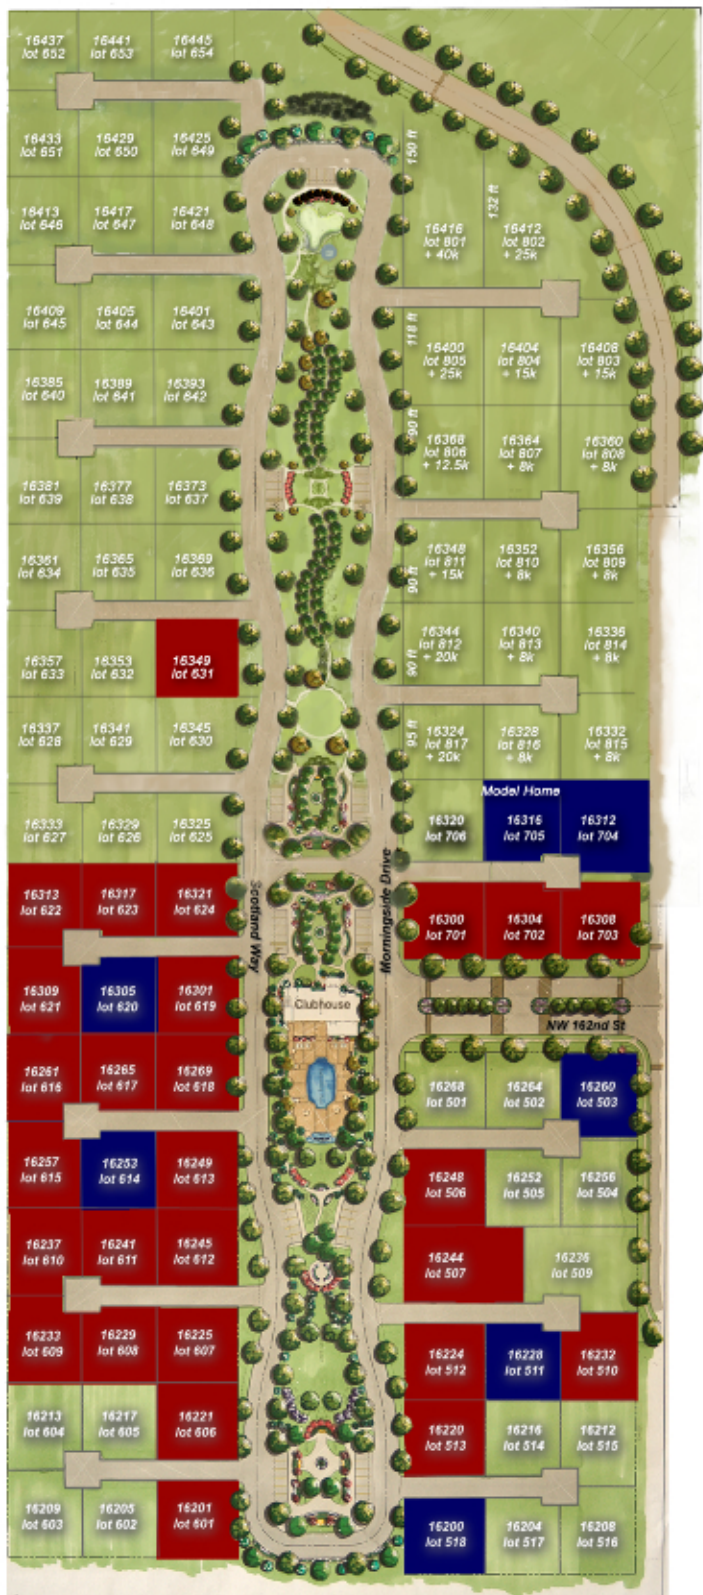 16437
lot 652
16441
lot 653
16445
lot 654
16433
lot 651
16429
lot 650
16425
lot 649
16413
lot 646
16417
lot 647
16421
lot 648
16409
lot 645
16405
lot 644
16401
lot 643
16385
lot 640
16389
lot 641
16393
lot 642
16381
lot 639
16377
lot 638
16373
lot 637
16361
lot 634
16365
lot 635
16369
lot 636
16357
lot 633
16353
lot 632
16349
lot 631
16337
lot 628
16341
lot 629
16345
lot 630
16333
lot 627
16329
lot 626
16325
lot 625
16313
lot 622
16317
lot 623
16321
lot 624
16309
lot 621
16305
lot 620
16301
lot 619
16261
lot 616
16265
lot 617
16269
lot 618
16257
lot 615
16253
lot 614
16249
lot 613
16237
lot 610
16241
lot 611
16245
lot 612
16233
lot 609
16229
lot 608
16225
lot 607
16213
lot 604
16217
lot 605
16221
lot 606
16209
lot 603
16205
lot 602
16201
lot 601
Scotland Way
Clubhouse
Morningside Drive
150 ft
132 ft
16416
lot 801
+ 40k
16412
lot 802
+ 25k
118 ft
16400
lot 805
+ 25k
16404
lot 804
+ 15k
16408
lot 803
+ 15k
90 ft
16368
lot 806
+ 12.5k
16364
lot 807
+ 8k
16360
lot 808
+ 8k
90 ft
16348
lot 811
+ 15k
16352
lot 810
+ 8k
16356
lot 809
+ 8k
90 ft
16344
lot 812
+ 20k
16340
lot 813
+ 8k
16336
lot 814
+ 8k
95 ft
16324
lot 817
+ 20k
16328
lot 816
+ 8k
16332
lot 815
+ 8k
Model Home
16320
lot 706
16316
lot 705
16312
lot 704
16300
lot 701
16304
lot 702
16308
lot 703
NW 162nd St
16268
lot 501
16264
lot 502
16260
lot 503
16248
lot 506
16252
lot 505
16256
lot 504
16244
lot 507
16236
lot 509
16224
lot 512
16228
lot 511
16232
lot 510
16220
lot 513
16216
lot 514
16212
lot 515
16200
lot 518
16204
lot 517
16208
lot 516